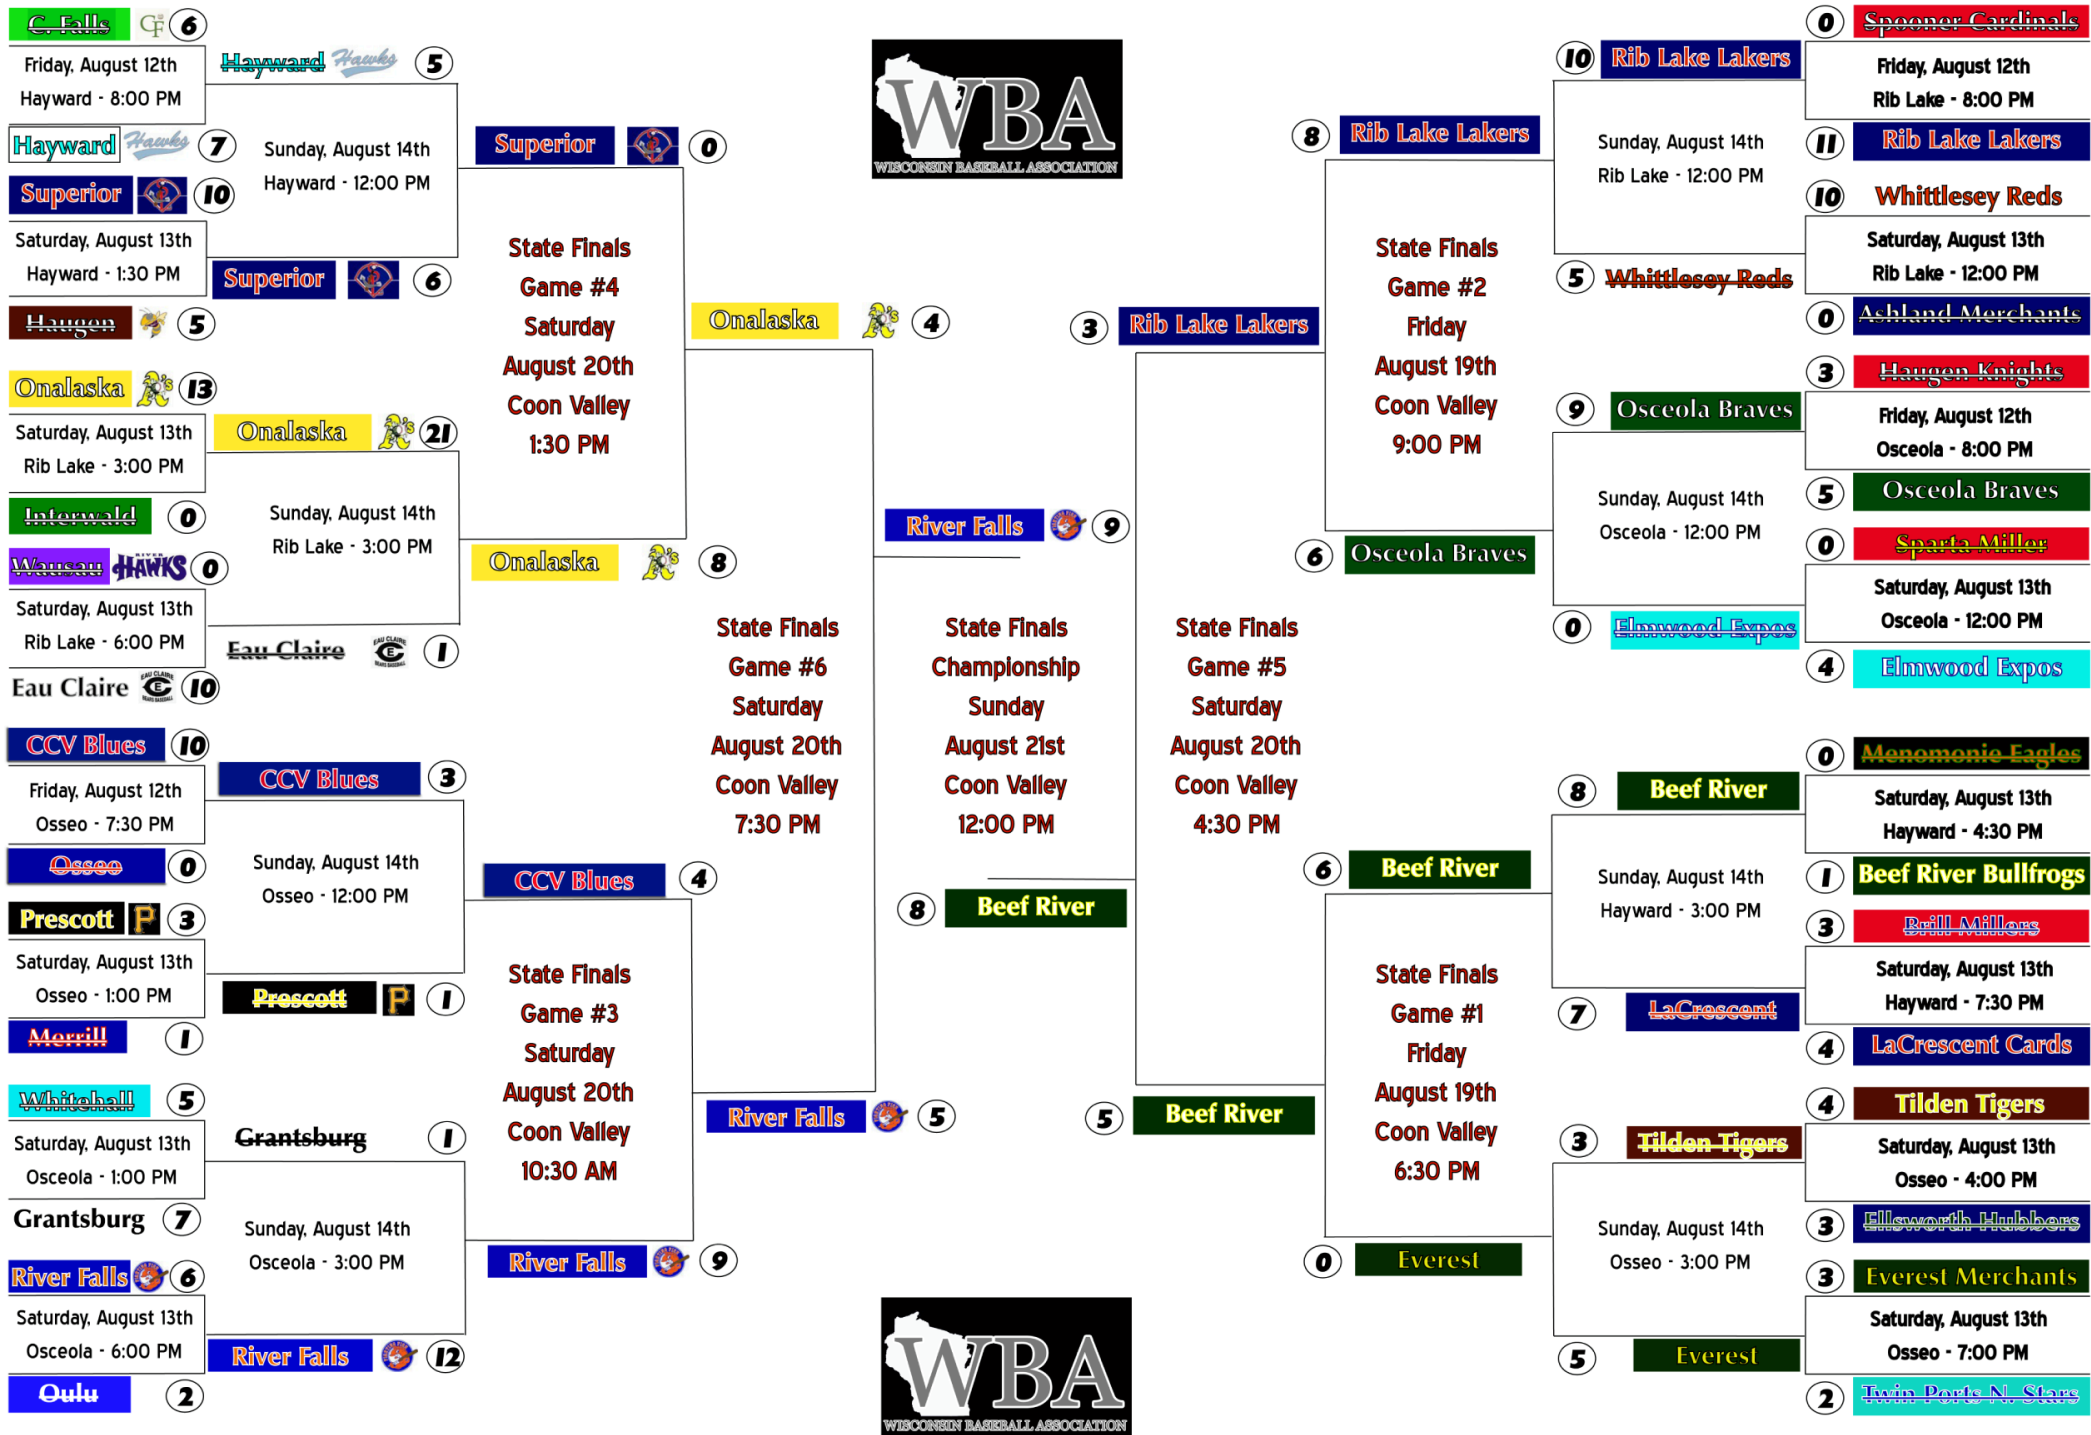 C. Falls CF 6
Friday, August 12th
Hayward - 8:00 PM
Hayward Hawks 7
Hayward Hawks 5
Sunday, August 14th
Hayward - 12:00 PM
Superior 10
Saturday, August 13th
Hayward - 1:30 PM
Haugen 5
Superior 6
Superior 0
State Finals
Game #4
Saturday
August 20th
Coon Valley
1:30 PM
Onalaska A's 13
Saturday, August 13th
Rib Lake - 3:00 PM
Interwald 0
Onalaska A's 21
Sunday, August 14th
Rib Lake - 3:00 PM
Wausau RIVER HAWKS 0
Saturday, August 13th
Rib Lake - 6:00 PM
Eau Claire EAU CLAIRE CE BEARS BASEBALL 10
Eau Claire EAU CLAIRE CE BEARS BASEBALL 1
Onalaska A's 8
Onalaska A's 4
State Finals
Game #6
Saturday
August 20th
Coon Valley
7:30 PM
CCV Blues 10
Friday, August 12th
Osseo - 7:30 PM
Osseo 0
CCV Blues 3
Sunday, August 14th
Osseo - 12:00 PM
Prescott P 3
Saturday, August 13th
Osseo - 1:00 PM
Merrill 1
Prescott P 1
CCV Blues 4
State Finals
Game #3
Saturday
August 20th
Coon Valley
10:30 AM
Whitehall 5
Saturday, August 13th
Osceola - 1:00 PM
Grantsburg 7
Grantsburg 1
Sunday, August 14th
Osceola - 3:00 PM
River Falls 6
Saturday, August 13th
Osceola - 6:00 PM
Oulu 2
River Falls 12
River Falls 9
River Falls 5
WBA
WISCONSIN BASEBALL ASSOCIATION
River Falls 9
State Finals
Championship
Sunday
August 21st
Coon Valley
12:00 PM
8 Beef River
WBA
WISCONSIN BASEBALL ASSOCIATION
3 Rib Lake Lakers
State Finals
Game #5
Saturday
August 20th
Coon Valley
4:30 PM
5 Beef River
8 Rib Lake Lakers
State Finals
Game #2
Friday
August 19th
Coon Valley
9:00 PM
6 Osceola Braves
0 Spooner Cardinals
Friday, August 12th
Rib Lake - 8:00 PM
11 Rib Lake Lakers
10 Rib Lake Lakers
Sunday, August 14th
Rib Lake - 12:00 PM
10 Whittlesey Reds
Saturday, August 13th
Rib Lake - 12:00 PM
0 Ashland Merchants
5 Whittlesey Reds
3 Haugen Knights
Friday, August 12th
Osceola - 8:00 PM
5 Osceola Braves
9 Osceola Braves
Sunday, August 14th
Osceola - 12:00 PM
0 Sparta Miller
Saturday, August 13th
Osceola - 12:00 PM
4 Elmwood Expos
0 Elmwood Expos
6 Beef River
State Finals
Game #1
Friday
August 19th
Coon Valley
6:30 PM
0 Everest
0 Menomonie Eagles
Saturday, August 13th
Hayward - 4:30 PM
1 Beef River Bullfrogs
8 Beef River
Sunday, August 14th
Hayward - 3:00 PM
3 Brill Millers
Saturday, August 13th
Hayward - 7:30 PM
4 LaCrescent Cards
7 LaCrescent
4 Tilden Tigers
Saturday, August 13th
Osseo - 4:00 PM
3 Ellsworth Hubbers
3 Tilden Tigers
Sunday, August 14th
Osseo - 3:00 PM
3 Everest Merchants
Saturday, August 13th
Osseo - 7:00 PM
2 Twin Ports N. Stars
5 Everest